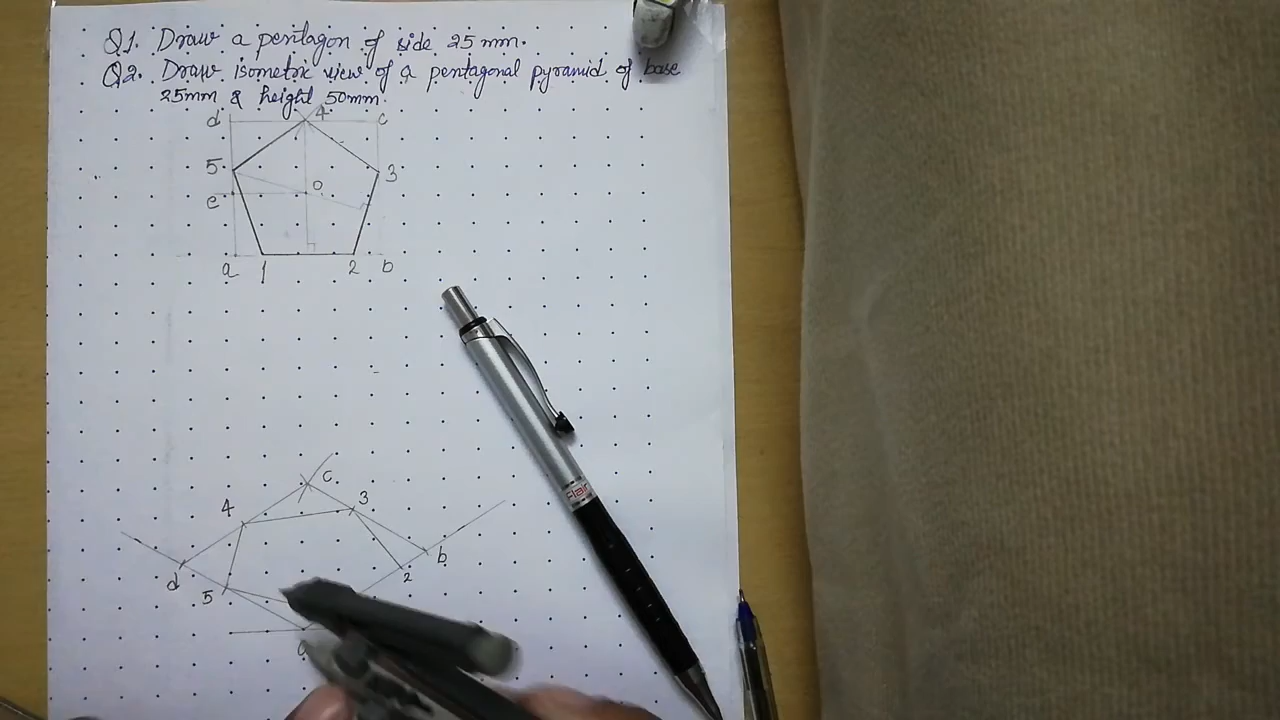 Q1. Draw a pentagon of side 25 mm.
Q2. Draw isometric view of a pentagonal pyramid of base
25mm & height 50mm.
d 4 c
5 3
e o
a 1 2 b
c
4 3
b
d 2
5
a
Flair